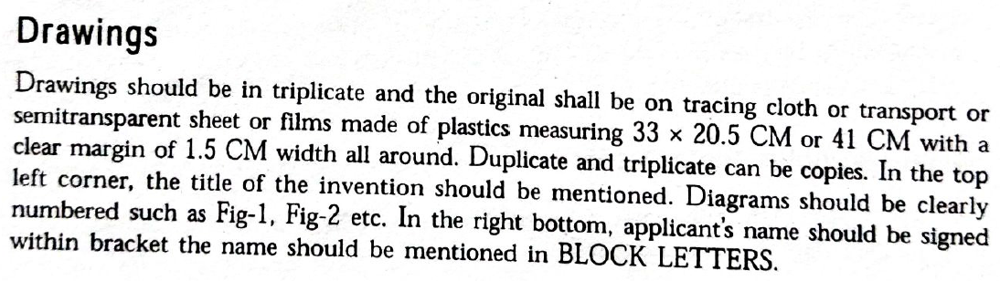 Drawings
Drawings should be in triplicate and the original shall be on tracing cloth or transport or
semitransparent sheet or films made of plastics measuring 33 × 20.5 CM or 41 CM with a
clear margin of 1.5 CM width all around. Duplicate and triplicate can be copies. In the top
left corner, the title of the invention should be mentioned. Diagrams should be clearly
numbered such as Fig-1, Fig-2 etc. In the right bottom, applicant's name should be signed
within bracket the name should be mentioned in BLOCK LETTERS.